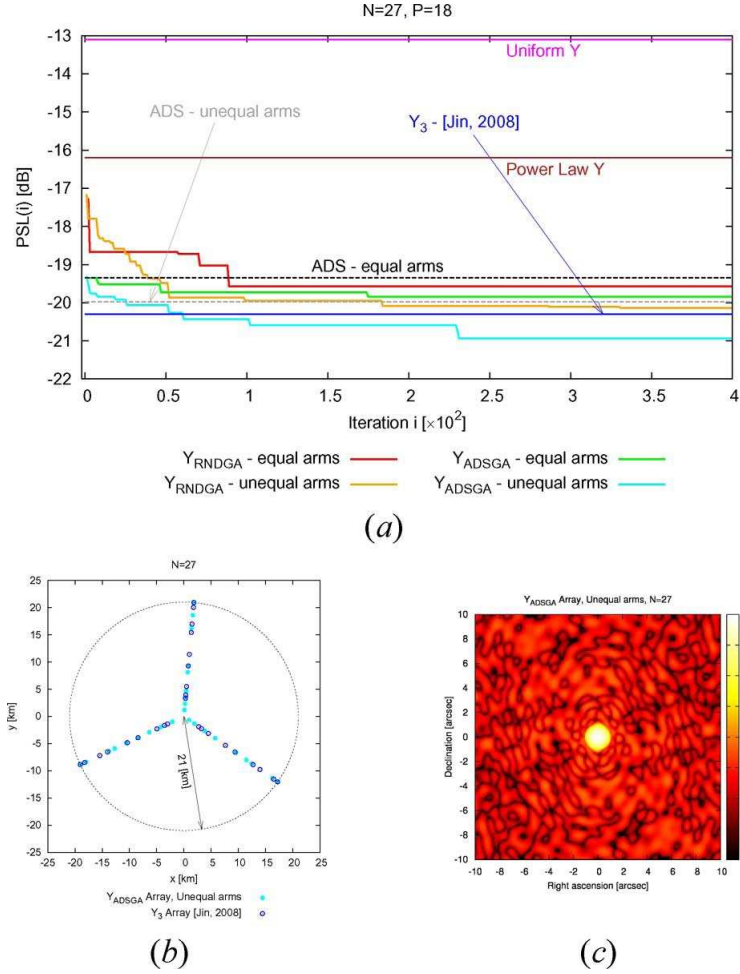 N=27, P=18
-13
-14
-15
-16
-17
-18
-19
-20
-21
-22
PSL(i) [dB]
Uniform Y
ADS - unequal arms
Y3 - [Jin, 2008]
Power Law Y
ADS - equal arms
0 0.5 1 1.5 2 2.5 3 3.5 4
Iteration i [×10²]
YRNDGA - equal arms
YADSGA - equal arms
YRNDGA - unequal arms
YADSGA - unequal arms
(a)
N=27
25
20
15
10
5
0
-5
-10
-15
-20
-25
y [km]
21 [km]
-25 -20 -15 -10 -5 0 5 10 15 20 25
x [km]
YADSGA Array, Unequal arms
Y3 Array [Jin, 2008]
(b)
YADSGA Array, Unequal arms, N=27
10
8
6
4
2
0
-2
-4
-6
-8
-10
Declination [arcsec]
-10 -8 -6 -4 -2 0 2 4 6 8 10
Right ascension [arcsec]
(c)